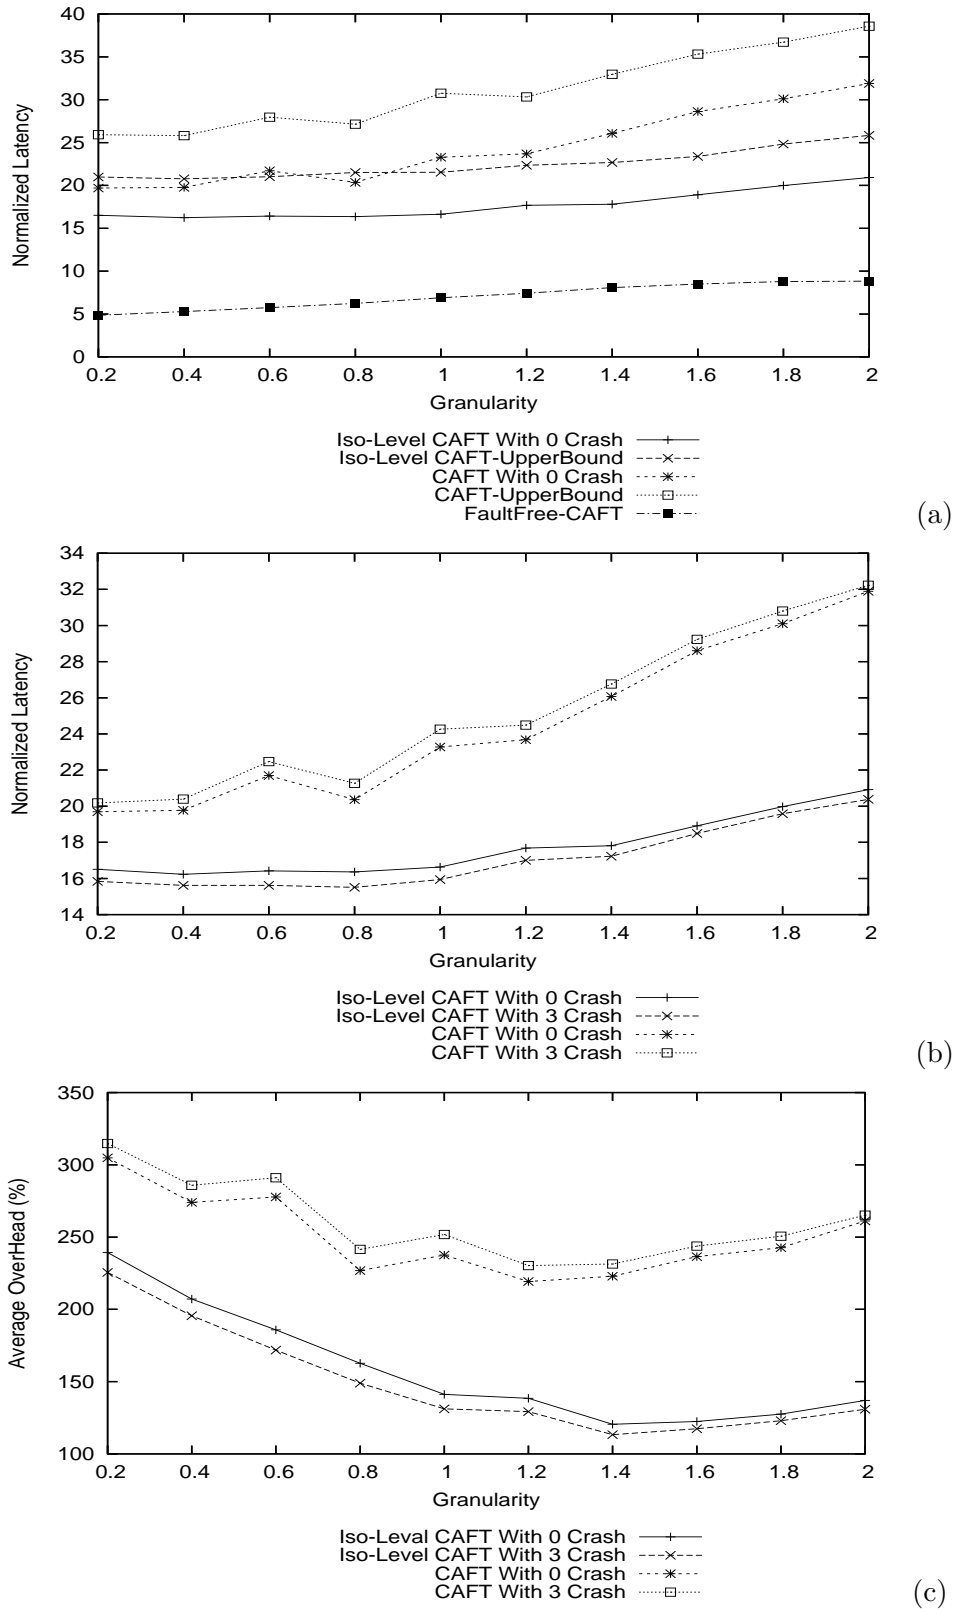 40
35
30
25
20
15
10
5
0
Normalized Latency
0.2 0.4 0.6 0.8 1 1.2 1.4 1.6 1.8 2
Granularity
Iso-Level CAFT With 0 Crash
Iso-Level CAFT-UpperBound
CAFT With 0 Crash
CAFT-UpperBound
FaultFree-CAFT
(a)
34
32
30
28
26
24
22
20
18
16
14
Normalized Latency
0.2 0.4 0.6 0.8 1 1.2 1.4 1.6 1.8 2
Granularity
Iso-Level CAFT With 0 Crash
Iso-Level CAFT With 3 Crash
CAFT With 0 Crash
CAFT With 3 Crash
(b)
350
300
250
200
150
100
Average OverHead (%)
0.2 0.4 0.6 0.8 1 1.2 1.4 1.6 1.8 2
Granularity
Iso-Leval CAFT With 0 Crash
Iso-Level CAFT With 3 Crash
CAFT With 0 Crash
CAFT With 3 Crash
(c)